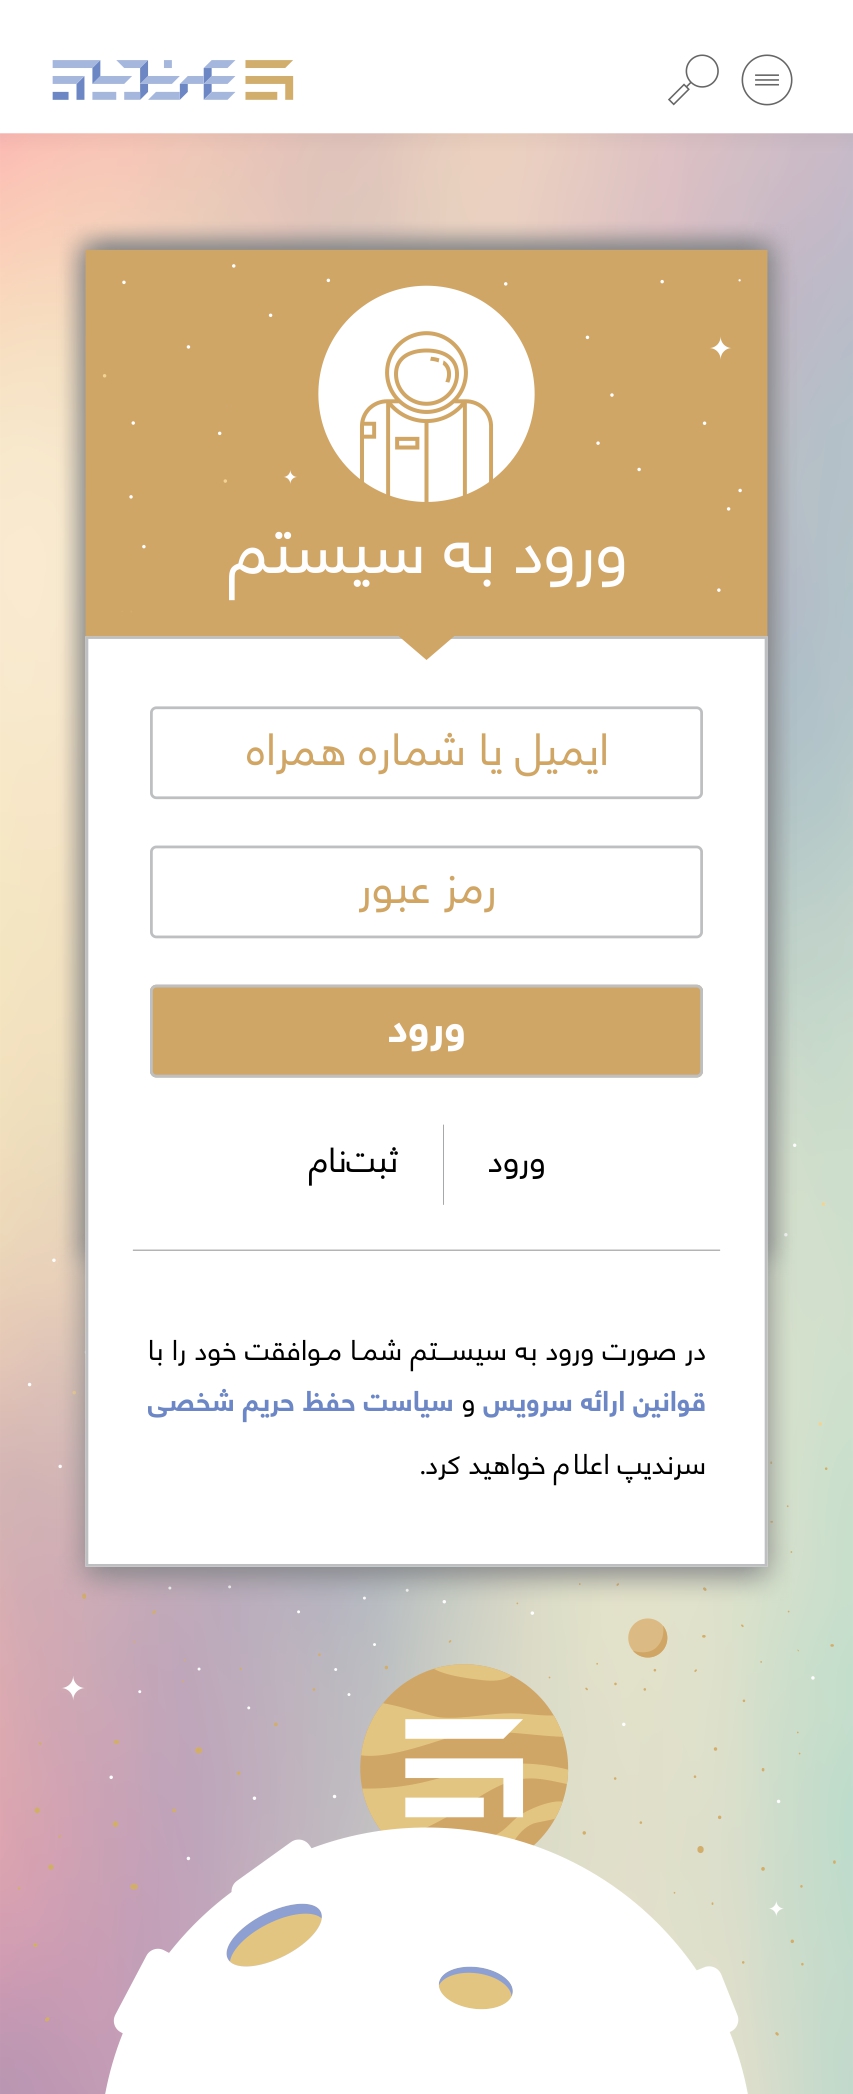 ورود به سیستم
ایمیل یا شماره همراه
رمز عبور
ورود
ورود
ثبت‌نام
در صورت ورود به سیستم شما موافقت خود را با
قوانین ارائه سرویس و سیاست حفظ حریم شخصی
سرندیپ اعلام خواهید کرد.